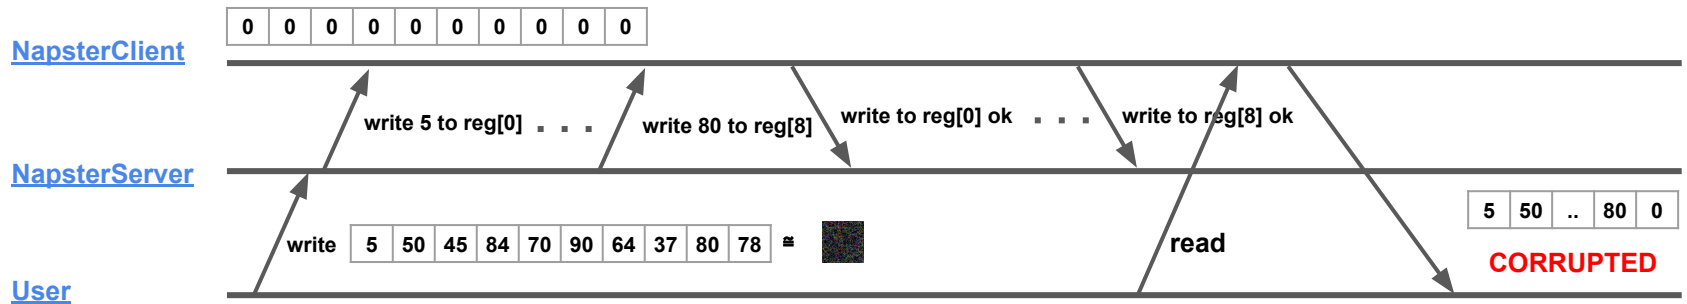 0 0 0 0 0 0 0 0 0 0
NapsterClient
write 5 to reg[0] . . .
write 80 to reg[8]
write to reg[0] ok . . .
write to reg[8] ok
NapsterServer
write 5 50 45 84 70 90 64 37 80 78 ≅
read
5 50 .. 80 0
CORRUPTED
User